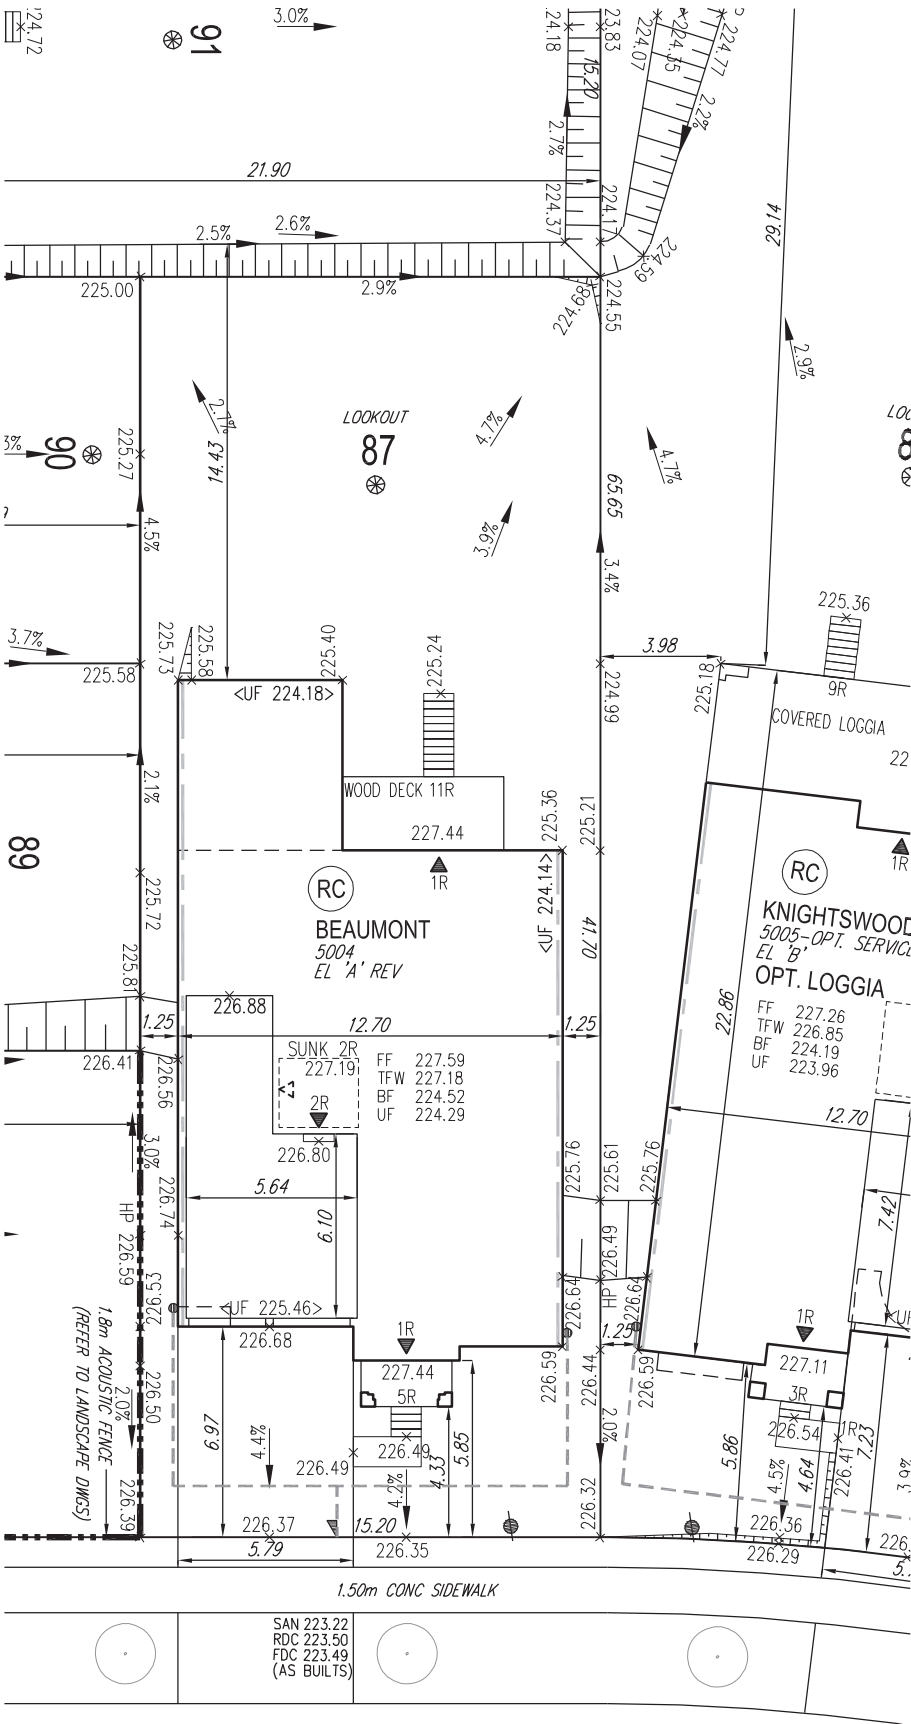 224.72
91
3.0%
24.18
23.83
224.07
224.35
224.77
15.20
2.7%
2.2%
21.90
224.37
224.17
29.14
2.5%
2.6%
224.59
225.00
2.9%
224.68
224.55
2.9%
2.7%
LOOKOUT
87
4.7%
4.7%
3%
90
225.27
14.43
65.65
4.5%
3.9%
3.4%
225.36
3.7%
225.73
225.58
225.40
225.24
3.98
225.58
<UF 224.18>
224.99
225.18
9R
COVERED LOGGIA
22
2.1%
WOOD DECK 11R
227.44
225.36
225.21
89
1R
1R
RC
RC
<UF 224.14>
BEAUMONT
5004
EL 'A' REV
41.70
KNIGHTSWOOD
5005-OPT. SERVICE
EL 'B'
OPT. LOGGIA
225.72
225.81
226.88
22.86
FF 227.26
TFW 226.85
BF 224.19
UF 223.96
1.25
12.70
1.25
226.41
226.56
SUNK 2R
227.19
FF 227.59
TFW 227.18
BF 224.52
UF 224.29
2R
12.70
3.0%
226.80
225.76
225.61
225.76
226.74
5.64
6.10
7.42
HP 226.59
HP 226.49
226.53
<UF 225.46>
226.64
226.64
226.68
1R
1.25
1R
1.8m ACOUSTIC FENCE
(REFER TO LANDSCAPE DWGS)
2.0%
226.50
227.44
226.59
226.44
226.59
227.11
5R
3R
6.97
4.4%
226.49
226.49
4.2%
4.33
5.85
2.0%
5.86
226.54
1R
4.5%
4.64
226.41
7.23
3.9%
226.39
226.32
226.37
15.20
226.35
226.36
226.29
226.
5.79
5.
1.50m CONC SIDEWALK
SAN 223.22
RDC 223.50
FDC 223.49
(AS BUILTS)